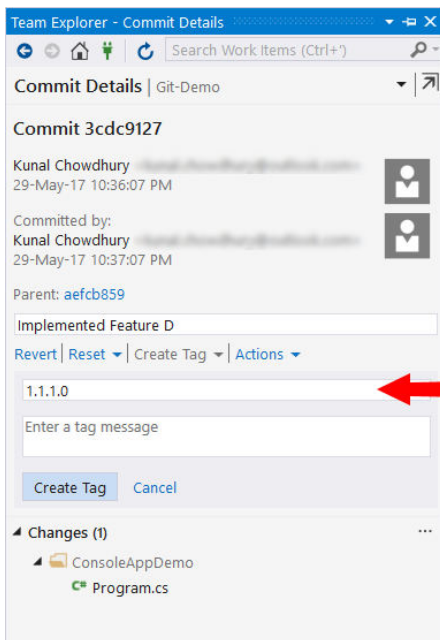 Team Explorer - Commit Details
Search Work Items (Ctrl+')
Commit Details | Git-Demo
Commit 3cdc9127
Kunal Chowdhury
29-May-17 10:36:07 PM
Committed by:
Kunal Chowdhury
29-May-17 10:37:07 PM
Parent: aefcb859
Implemented Feature D
Revert | Reset | Create Tag | Actions
1.1.1.0
Enter a tag message
Create Tag Cancel
Changes (1) ...
ConsoleAppDemo
C# Program.cs